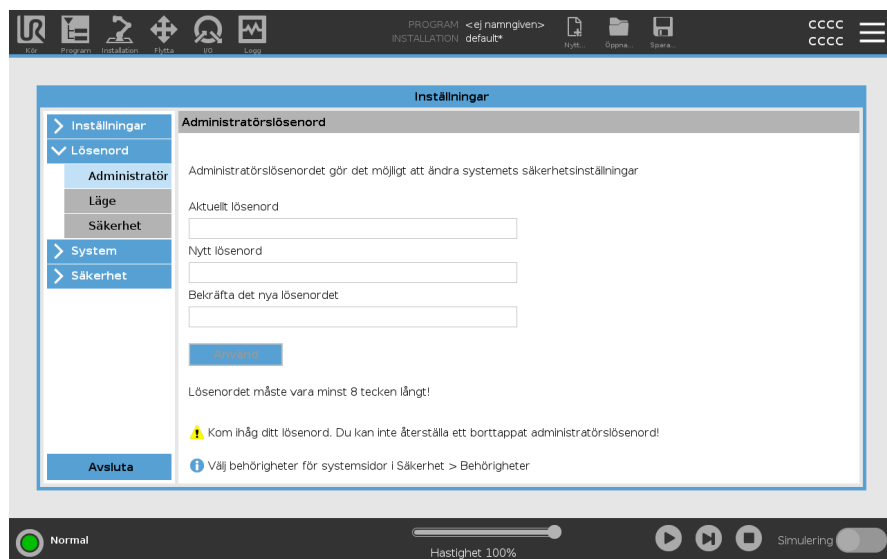 PROGRAM <ej namngiven>
INSTALLATION default*
CCCC
CCCC
Kör Program Installation Flytta I/O Logg Nytt... Öppna... Spara...
Inställningar
Inställningar
Lösenord
Administratör
Läge
Säkerhet
System
Säkerhet
Avsluta
Administratörslösenord
Administratörslösenordet gör det möjligt att ändra systemets säkerhetsinställningar
Aktuellt lösenord
Nytt lösenord
Bekräfta det nya lösenordet
Använd
Lösenordet måste vara minst 8 tecken långt!
Kom ihåg ditt lösenord. Du kan inte återställa ett borttappat administratörslösenord!
Välj behörigheter för systemsidor i Säkerhet > Behörigheter
Normal
Hastighet 100%
Simulering